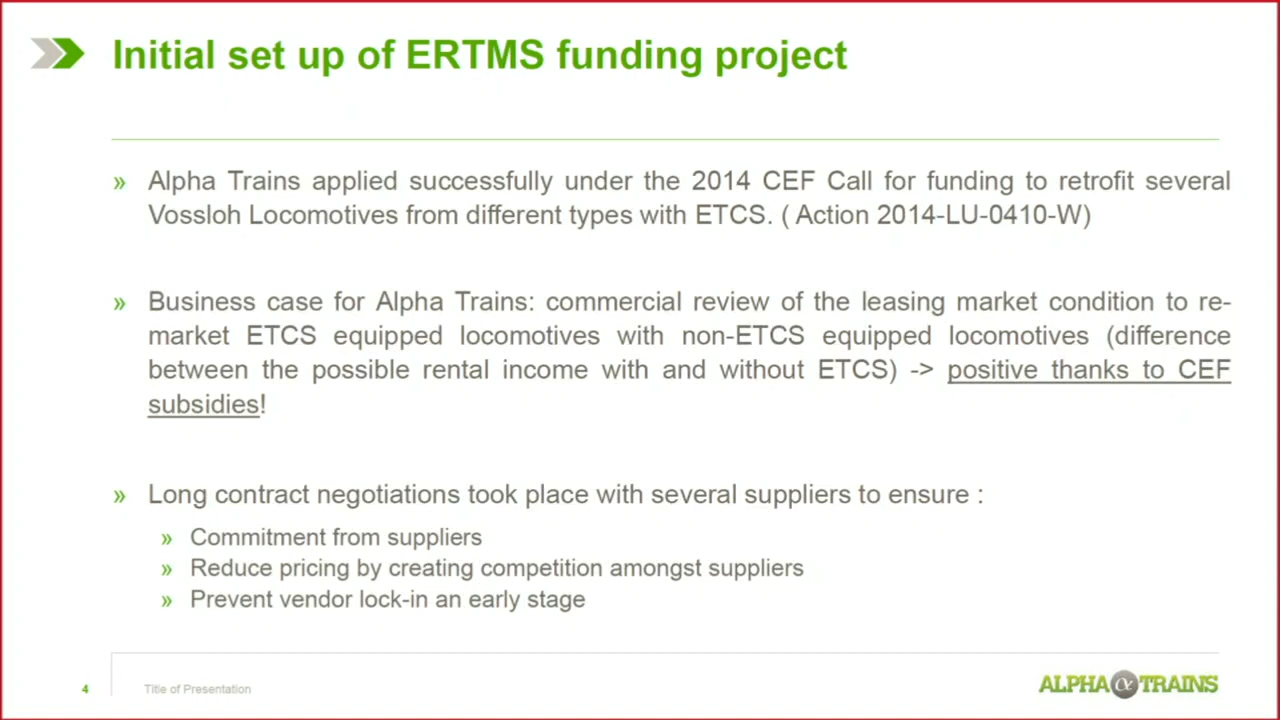 Initial set up of ERTMS funding project
» Alpha Trains applied successfully under the 2014 CEF Call for funding to retrofit several
Vossloh Locomotives from different types with ETCS. ( Action 2014-LU-0410-W)
» Business case for Alpha Trains: commercial review of the leasing market condition to re-
market ETCS equipped locomotives with non-ETCS equipped locomotives (difference
between the possible rental income with and without ETCS) -> positive thanks to CEF
subsidies!
» Long contract negotiations took place with several suppliers to ensure :
» Commitment from suppliers
» Reduce pricing by creating competition amongst suppliers
» Prevent vendor lock-in an early stage
4 Title of Presentation
ALPHA α TRAINS